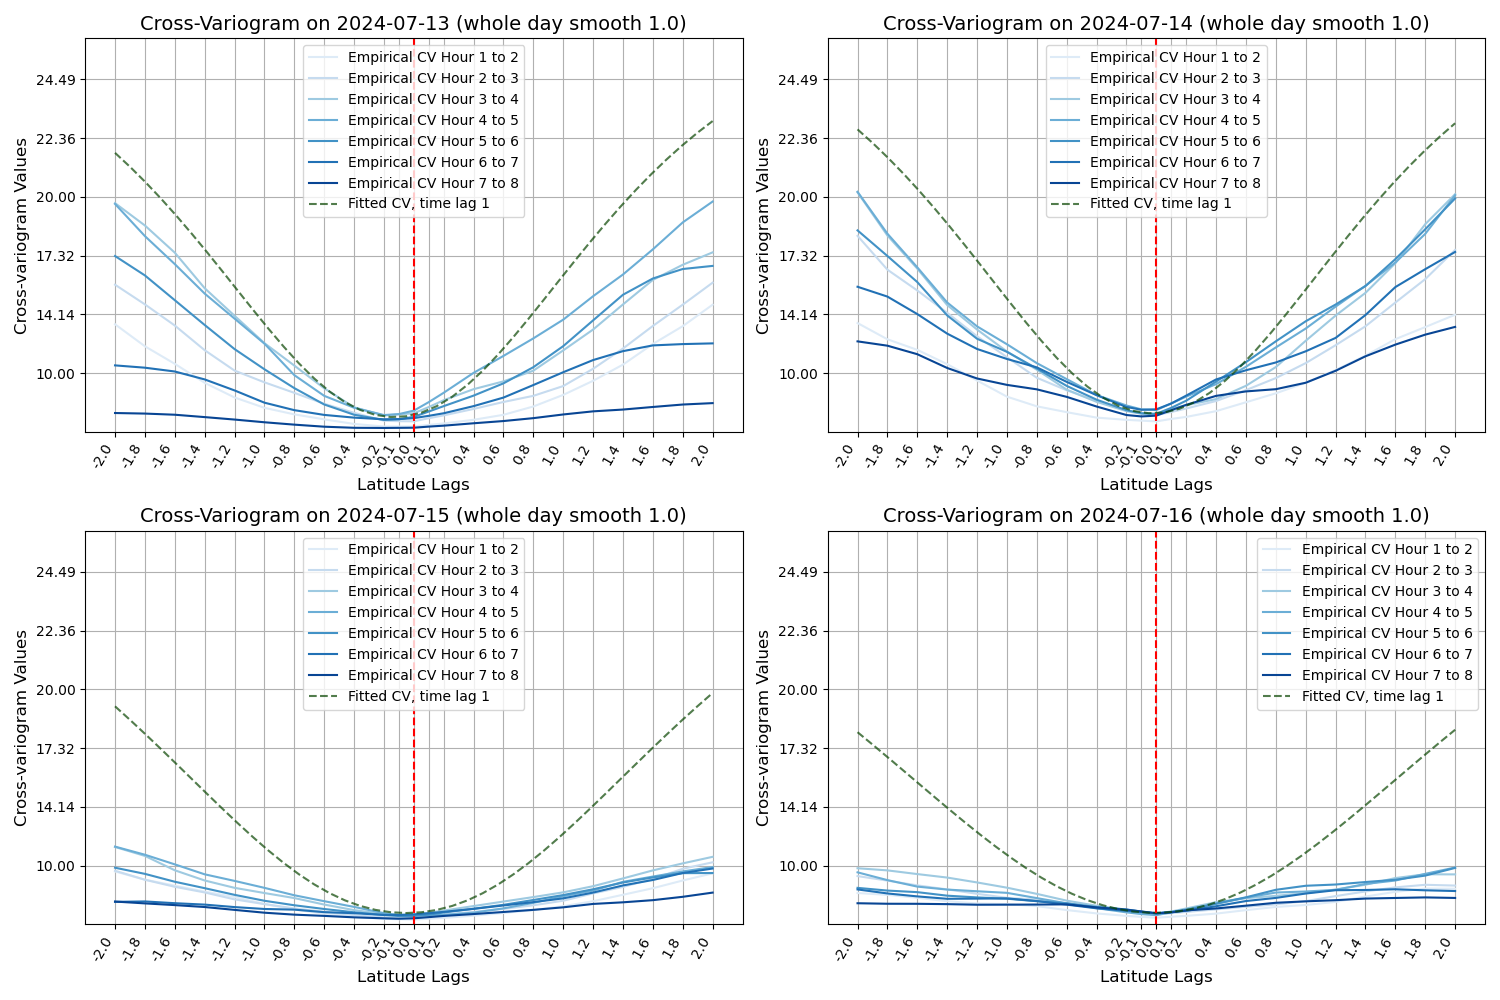 Cross-Variogram on 2024-07-13 (whole day smooth 1.0)
Cross-variogram Values
24.49
22.36
20.00
17.32
14.14
10.00
Empirical CV Hour 1 to 2
Empirical CV Hour 2 to 3
Empirical CV Hour 3 to 4
Empirical CV Hour 4 to 5
Empirical CV Hour 5 to 6
Empirical CV Hour 6 to 7
Empirical CV Hour 7 to 8
Fitted CV, time lag 1
-2.0 -1.8 -1.6 -1.4 -1.2 -1.0 -0.8 -0.6 -0.4 -0.2 -0.1 0.0 0.1 0.2 0.4 0.6 0.8 1.0 1.2 1.4 1.6 1.8 2.0
Latitude Lags
Cross-Variogram on 2024-07-14 (whole day smooth 1.0)
Cross-variogram Values
24.49
22.36
20.00
17.32
14.14
10.00
Empirical CV Hour 1 to 2
Empirical CV Hour 2 to 3
Empirical CV Hour 3 to 4
Empirical CV Hour 4 to 5
Empirical CV Hour 5 to 6
Empirical CV Hour 6 to 7
Empirical CV Hour 7 to 8
Fitted CV, time lag 1
-2.0 -1.8 -1.6 -1.4 -1.2 -1.0 -0.8 -0.6 -0.4 -0.2 -0.1 0.0 0.1 0.2 0.4 0.6 0.8 1.0 1.2 1.4 1.6 1.8 2.0
Latitude Lags
Cross-Variogram on 2024-07-15 (whole day smooth 1.0)
Cross-variogram Values
24.49
22.36
20.00
17.32
14.14
10.00
Empirical CV Hour 1 to 2
Empirical CV Hour 2 to 3
Empirical CV Hour 3 to 4
Empirical CV Hour 4 to 5
Empirical CV Hour 5 to 6
Empirical CV Hour 6 to 7
Empirical CV Hour 7 to 8
Fitted CV, time lag 1
-2.0 -1.8 -1.6 -1.4 -1.2 -1.0 -0.8 -0.6 -0.4 -0.2 -0.1 0.0 0.1 0.2 0.4 0.6 0.8 1.0 1.2 1.4 1.6 1.8 2.0
Latitude Lags
Cross-Variogram on 2024-07-16 (whole day smooth 1.0)
Cross-variogram Values
24.49
22.36
20.00
17.32
14.14
10.00
Empirical CV Hour 1 to 2
Empirical CV Hour 2 to 3
Empirical CV Hour 3 to 4
Empirical CV Hour 4 to 5
Empirical CV Hour 5 to 6
Empirical CV Hour 6 to 7
Empirical CV Hour 7 to 8
Fitted CV, time lag 1
-2.0 -1.8 -1.6 -1.4 -1.2 -1.0 -0.8 -0.6 -0.4 -0.2 -0.1 0.0 0.1 0.2 0.4 0.6 0.8 1.0 1.2 1.4 1.6 1.8 2.0
Latitude Lags